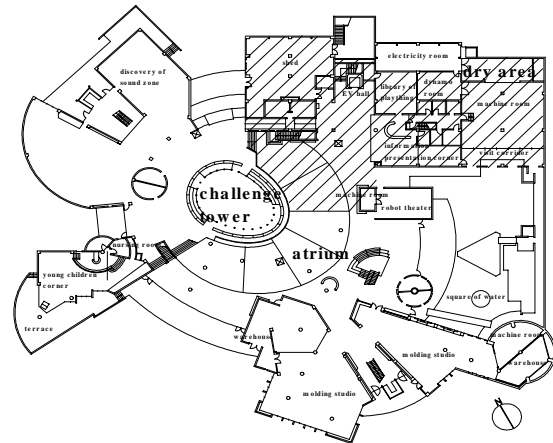 electricity room
shed
dry area
discovery of
sound zone
EV hall
library of
plaything
dynamo
room
machine room
information
presentation corner
visit corridor
challenge
tower
machine room
robot theater
nursing room
atrium
young children
corner
square of water
terrace
warehouse
machine room
molding studio
warehouse
molding studio
N